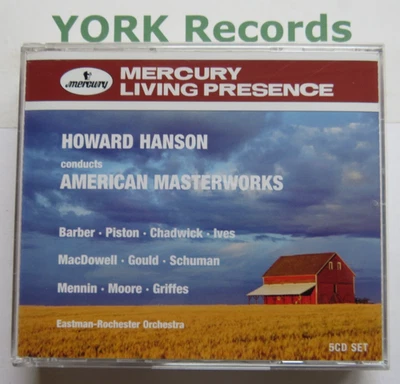 YORK Records
mercury
MERCURY
LIVING PRESENCE
HOWARD HANSON
conducts
AMERICAN MASTERWORKS
Barber · Piston · Chadwick · Ives
MacDowell · Gould · Schuman
Mennin · Moore · Griffes
Eastman-Rochester Orchestra
5CD SET